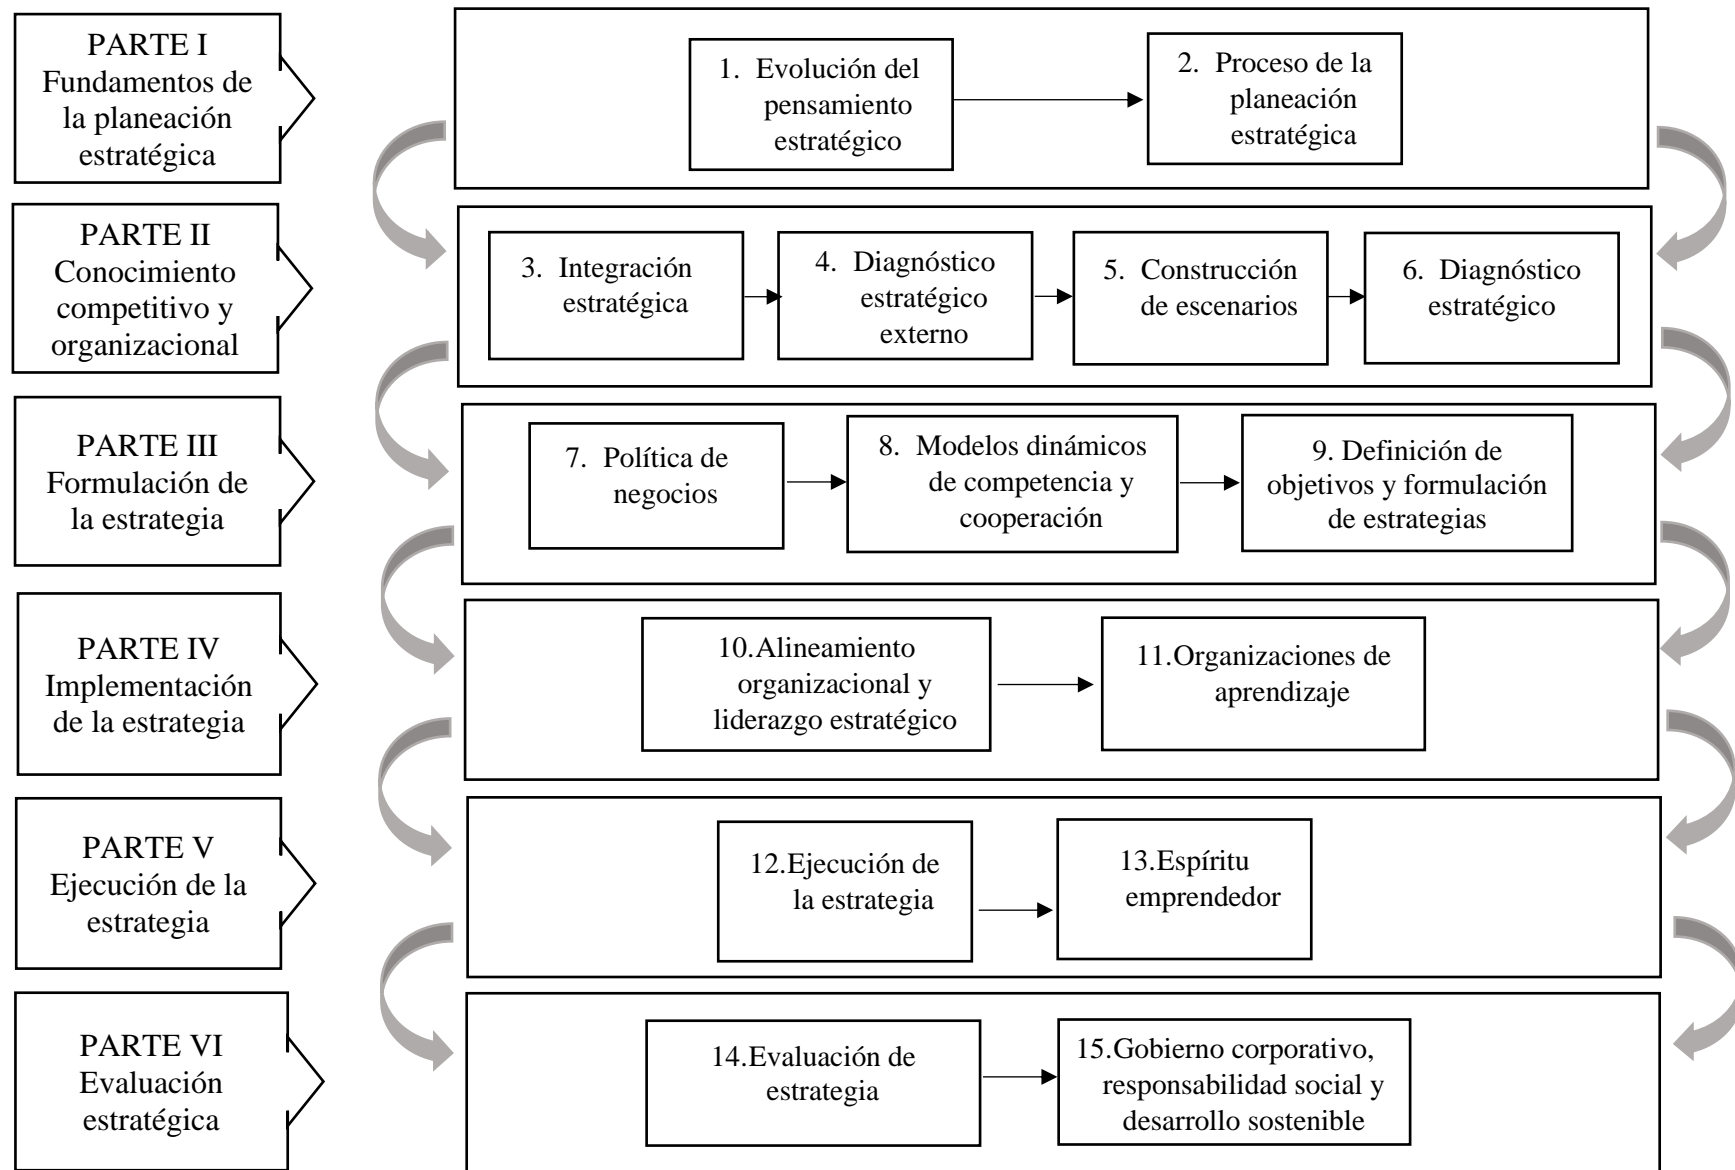 PARTE I
Fundamentos de
la planeación
estratégica
1. Evolución del
pensamiento
estratégico
2. Proceso de la
planeación
estratégica
PARTE II
Conocimiento
competitivo y
organizacional
3. Integración
estratégica
4. Diagnóstico
estratégico
externo
5. Construcción
de escenarios
6. Diagnóstico
estratégico
PARTE III
Formulación de
la estrategia
7. Política de
negocios
8. Modelos dinámicos
de competencia y
cooperación
9. Definición de
objetivos y formulación
de estrategias
PARTE IV
Implementación
de la estrategia
10.Alineamiento
organizacional y
liderazgo estratégico
11.Organizaciones de
aprendizaje
PARTE V
Ejecución de la
estrategia
12.Ejecución de
la estrategia
13.Espíritu
emprendedor
PARTE VI
Evaluación
estratégica
14.Evaluación de
estrategia
15.Gobierno corporativo,
responsabilidad social y
desarrollo sostenible